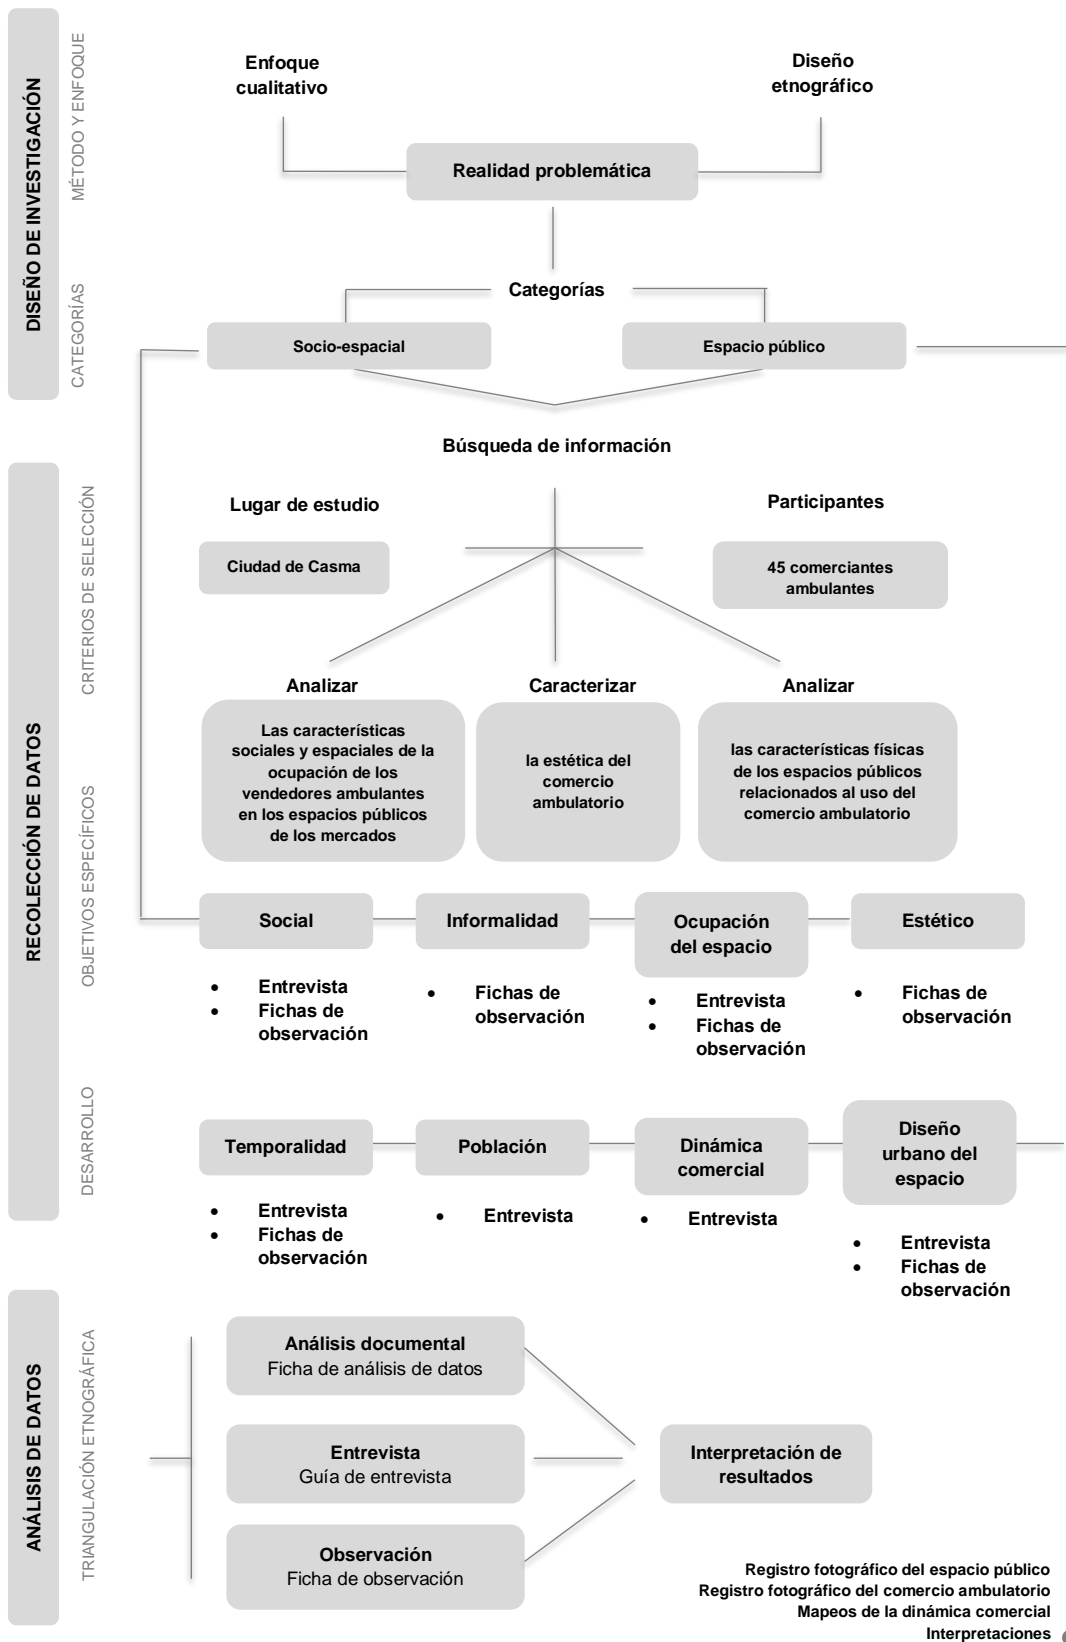 DISEÑO DE INVESTIGACIÓN
MÉTODO Y ENFOQUE
Enfoque
cualitativo
Diseño
etnográfico
Realidad problemática
CATEGORÍAS
Categorías
Socio-espacial
Espacio público
Búsqueda de información
RECOLECCIÓN DE DATOS
CRITERIOS DE SELECCIÓN
Lugar de estudio
Participantes
Ciudad de Casma
45 comerciantes
ambulantes
OBJETIVOS ESPECÍFICOS
Analizar
Las características
sociales y espaciales de la
ocupación de los
vendedores ambulantes
en los espacios públicos
de los mercados
Caracterizar
la estética del
comercio
ambulatorio
Analizar
las características físicas
de los espacios públicos
relacionados al uso del
comercio ambulatorio
DESARROLLO
Social
• Entrevista
• Fichas de
observación
Informalidad
• Fichas de
observación
Ocupación
del espacio
• Entrevista
• Fichas de
observación
Estético
• Fichas de
observación
Temporalidad
• Entrevista
• Fichas de
observación
Población
• Entrevista
Dinámica
comercial
• Entrevista
Diseño
urbano del
espacio
• Entrevista
• Fichas de
observación
ANÁLISIS DE DATOS
TRIANGULACIÓN ETNOGRÁFICA
Análisis documental
Ficha de análisis de datos
Entrevista
Guía de entrevista
Observación
Ficha de observación
Interpretación de
resultados
Registro fotográfico del espacio público
Registro fotográfico del comercio ambulatorio
Mapeos de la dinámica comercial
Interpretaciones